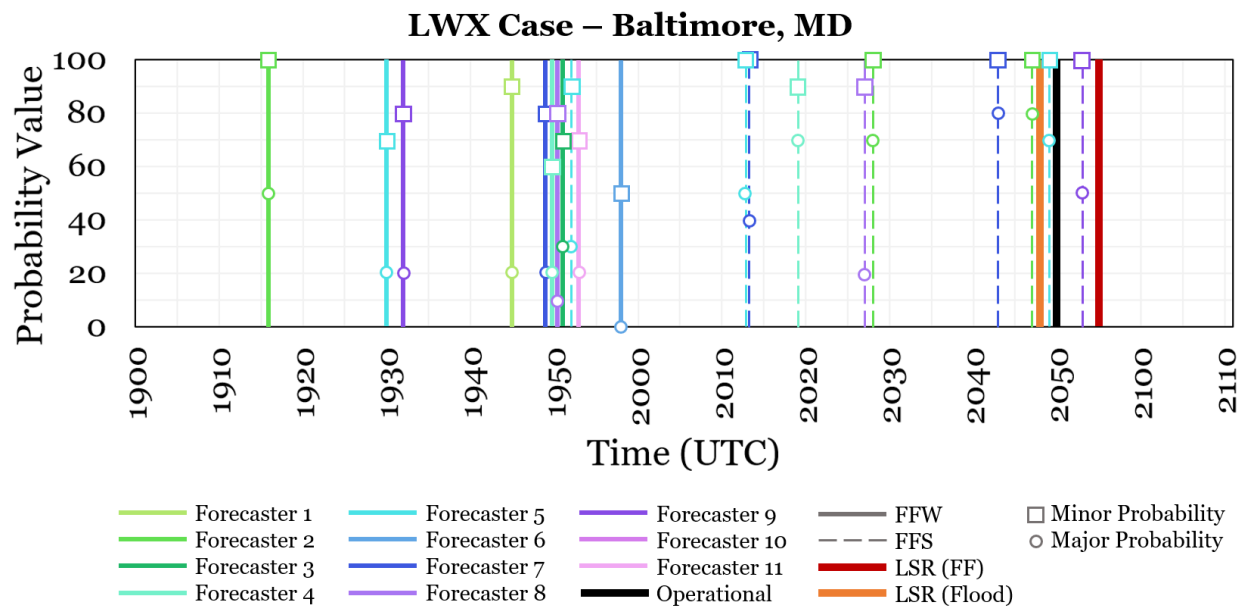 LWX Case – Baltimore, MD
Probability Value
100
80
60
40
20
0
1900
1920
1930
1940
1950
2000
2010
2020
2030
2040
2050
2100
2110
Time (UTC)
Forecaster 1 Forecaster 5 Forecaster 9 FFW Minor Probability
Forecaster 2 Forecaster 6 Forecaster 10 FFS Major Probability
Forecaster 3 Forecaster 7 Forecaster 11 LSR (FF)
Forecaster 4 Forecaster 8 Operational LSR (Flood)